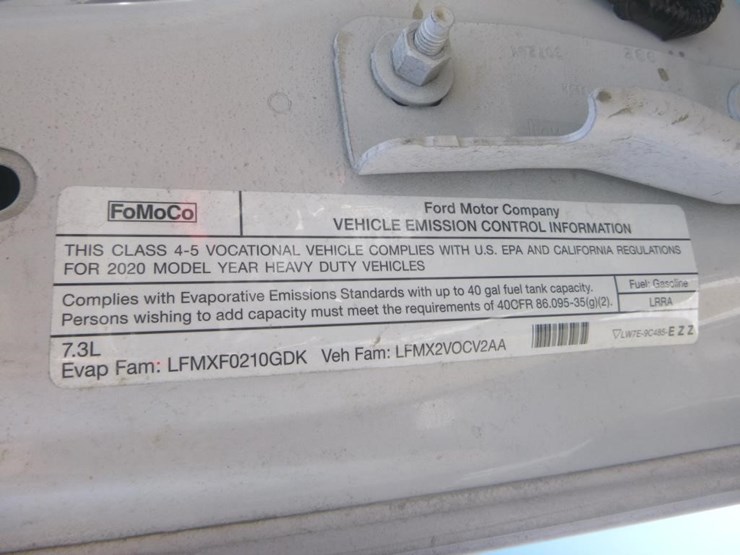 FoMoCo
Ford Motor Company
VEHICLE EMISSION CONTROL INFORMATION
THIS CLASS 4-5 VOCATIONAL VEHICLE COMPLIES WITH U.S. EPA AND CALIFORNIA REGULATIONS
FOR 2020 MODEL YEAR HEAVY DUTY VEHICLES
Complies with Evaporative Emissions Standards with up to 40 gal fuel tank capacity.
Persons wishing to add capacity must meet the requirements of 40CFR 86.095-35(g)(2).
Fuel: Gasoline
LRRA
7.3L
Evap Fam: LFMXF0210GDK Veh Fam: LFMX2VOCV2AA
LW7E-9C485-EZZ